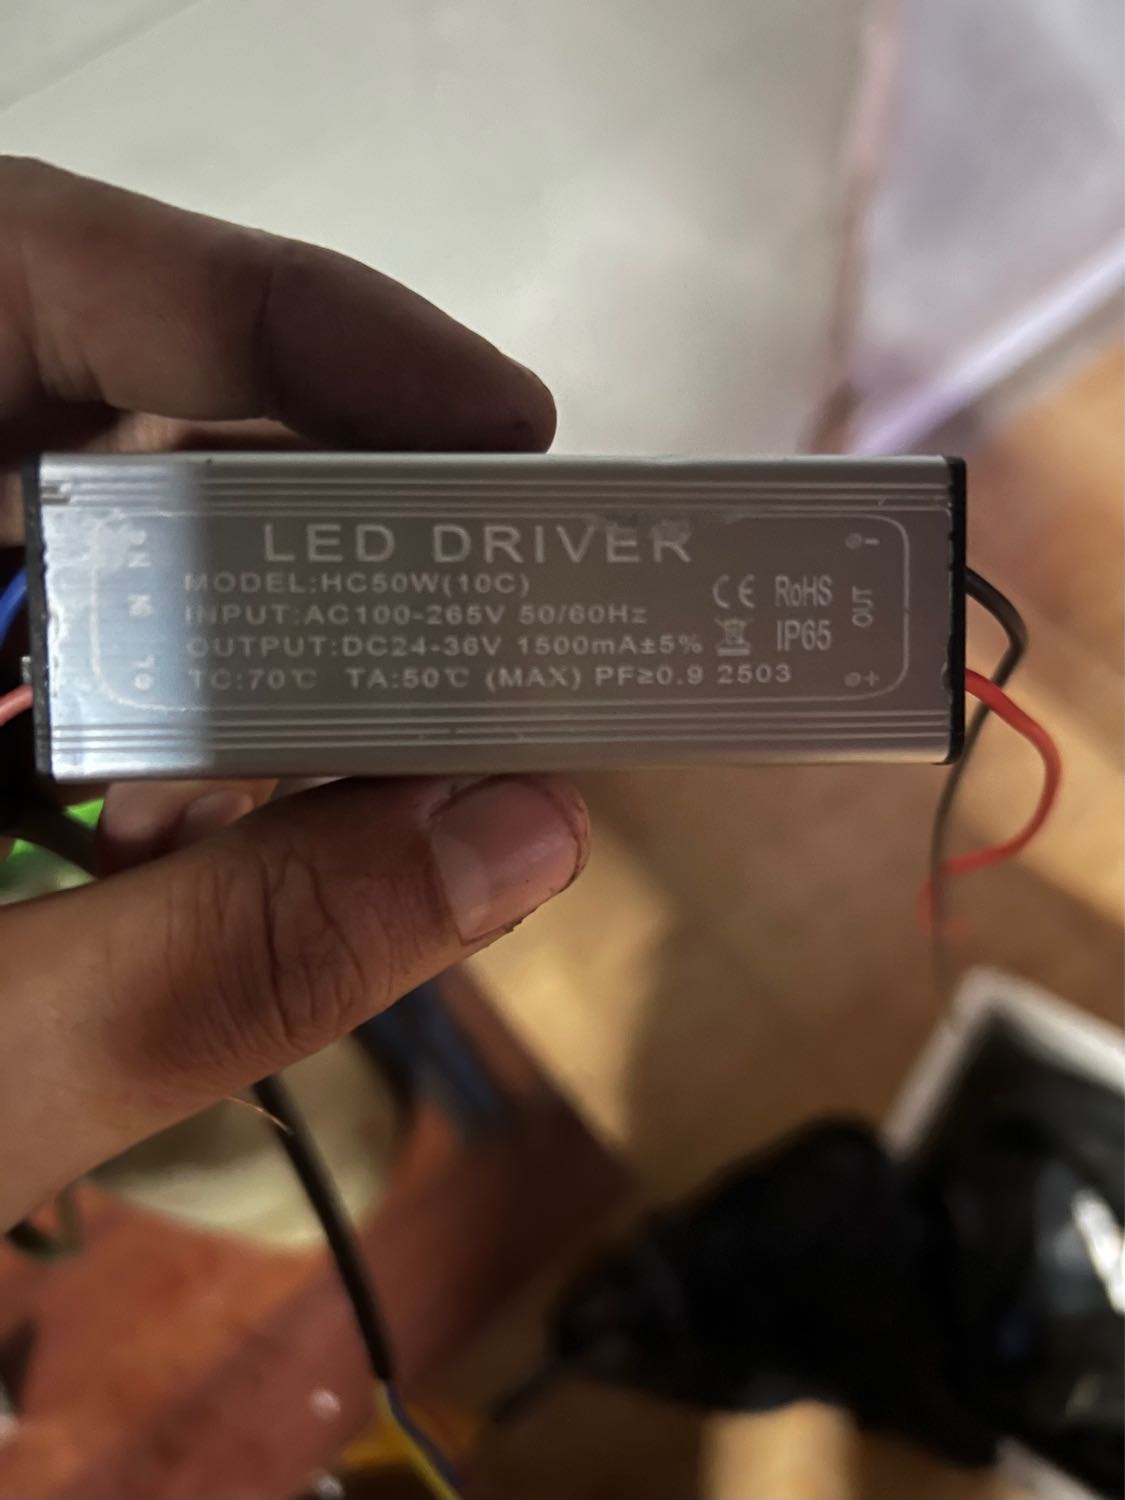 LED DRIVER
MODEL:HC50W(10C)
INPUT:AC100-265V 50/60Hz
OUTPUT:DC24-36V 1500mA±5%
TC:70℃ TA:50℃ (MAX) PF≥0.9 2503
CE RoHS
IP65
IN
L
OUT
-
+